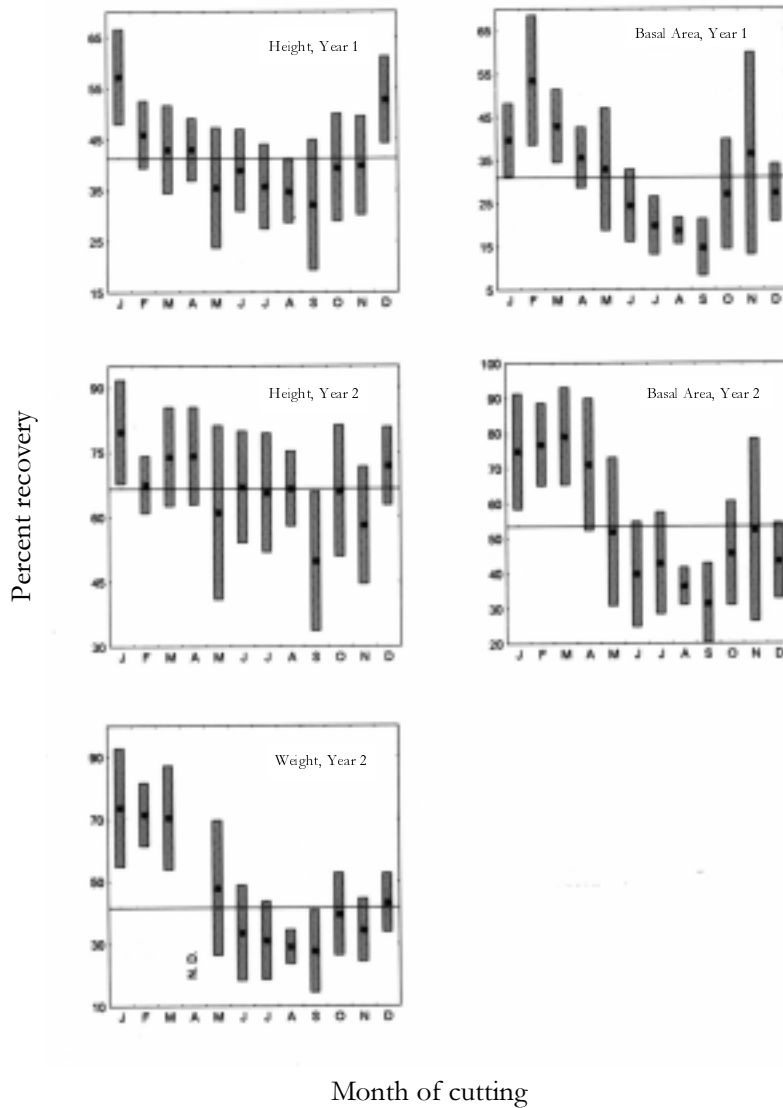 Height, Year 1
65
55
45
35
25
15
J F M A M J J A S O N D
Basal Area, Year 1
65
55
45
35
25
15
5
J F M A M J J A S O N D
Percent recovery
Height, Year 2
90
75
60
45
30
J F M A M J J A S O N D
Basal Area, Year 2
100
90
80
70
60
50
40
30
20
J F M A M J J A S O N D
Weight, Year 2
90
70
50
30
10
N.D.
J F M A M J J A S O N D
Month of cutting